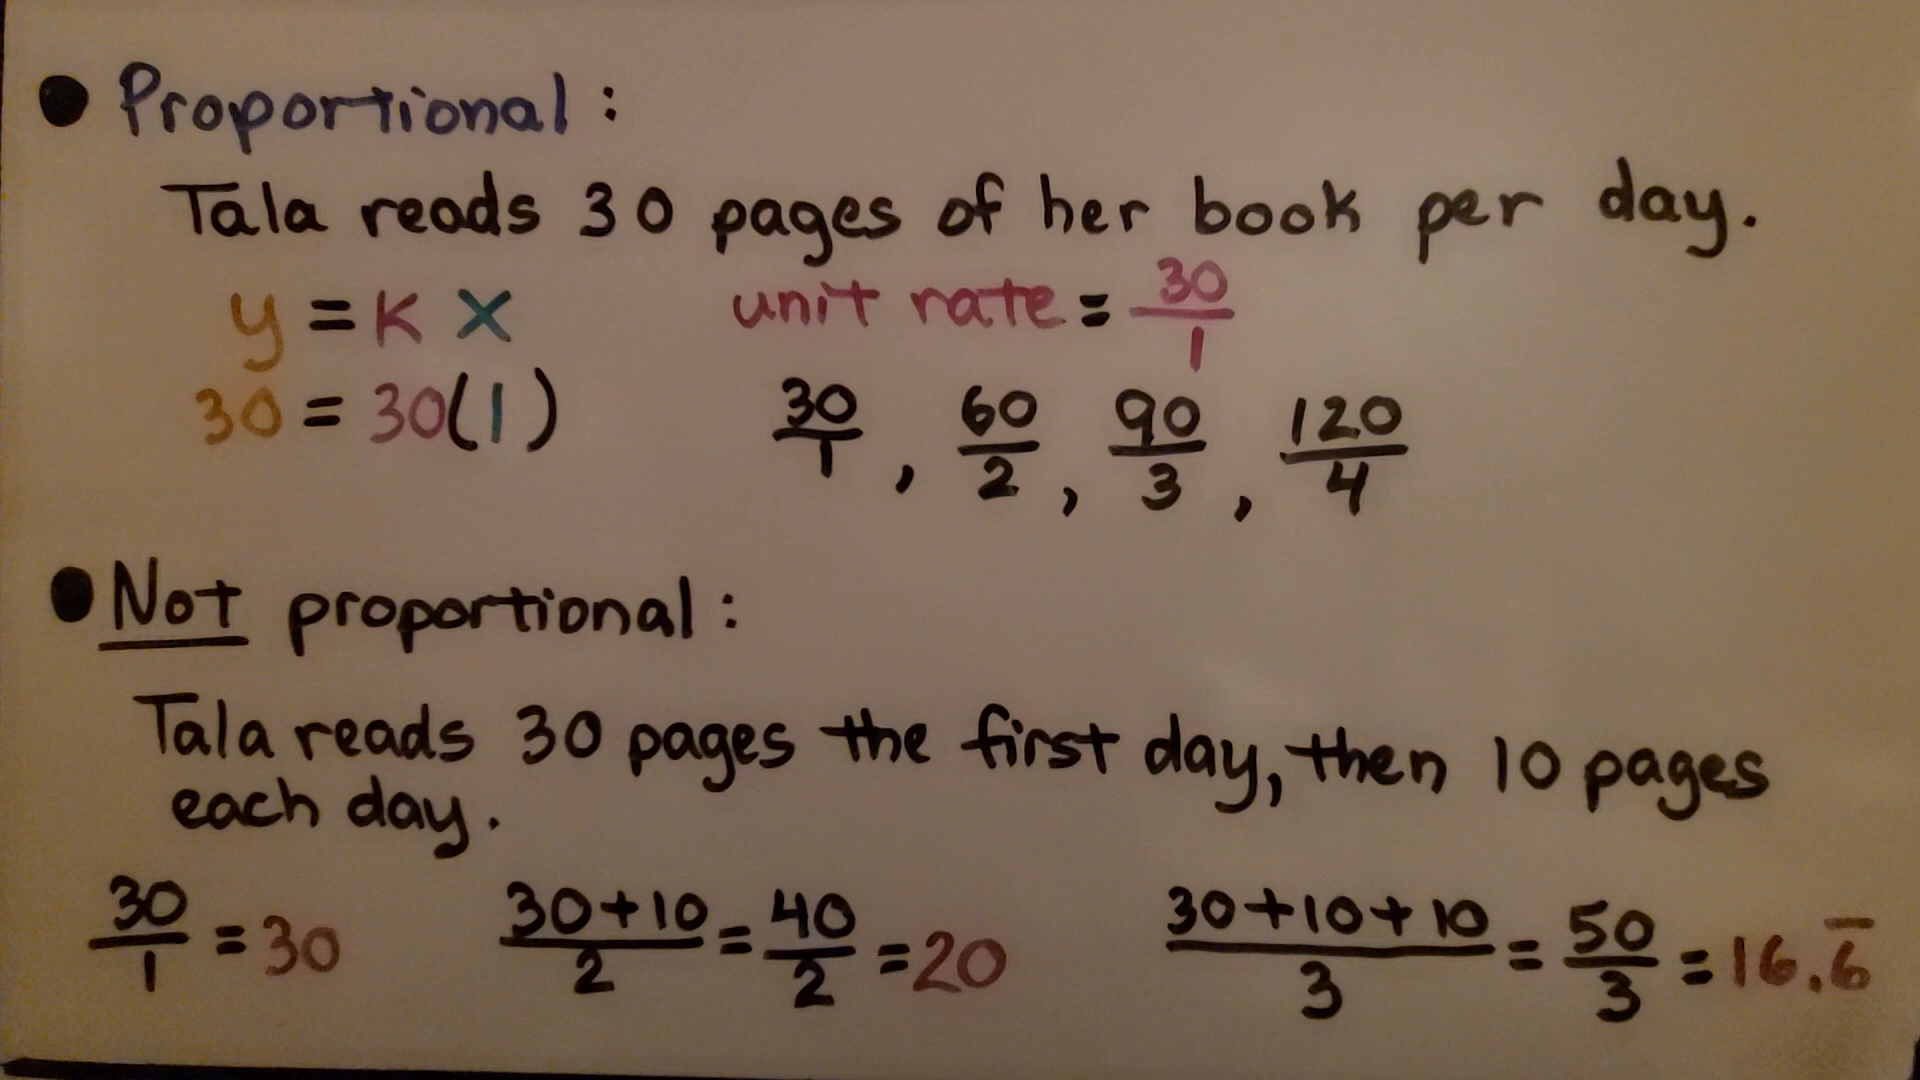 ● Proportional:
Tala reads 30 pages of her book per day.
y = k x    unit rate = 30/1
30 = 30(1)    30/1, 60/2, 90/3, 120/4
● Not proportional:
Tala reads 30 pages the first day, then 10 pages
each day.
30/1 = 30    30+10/2 = 40/2 = 20    30+10+10/3 = 50/3 = 16.6̅